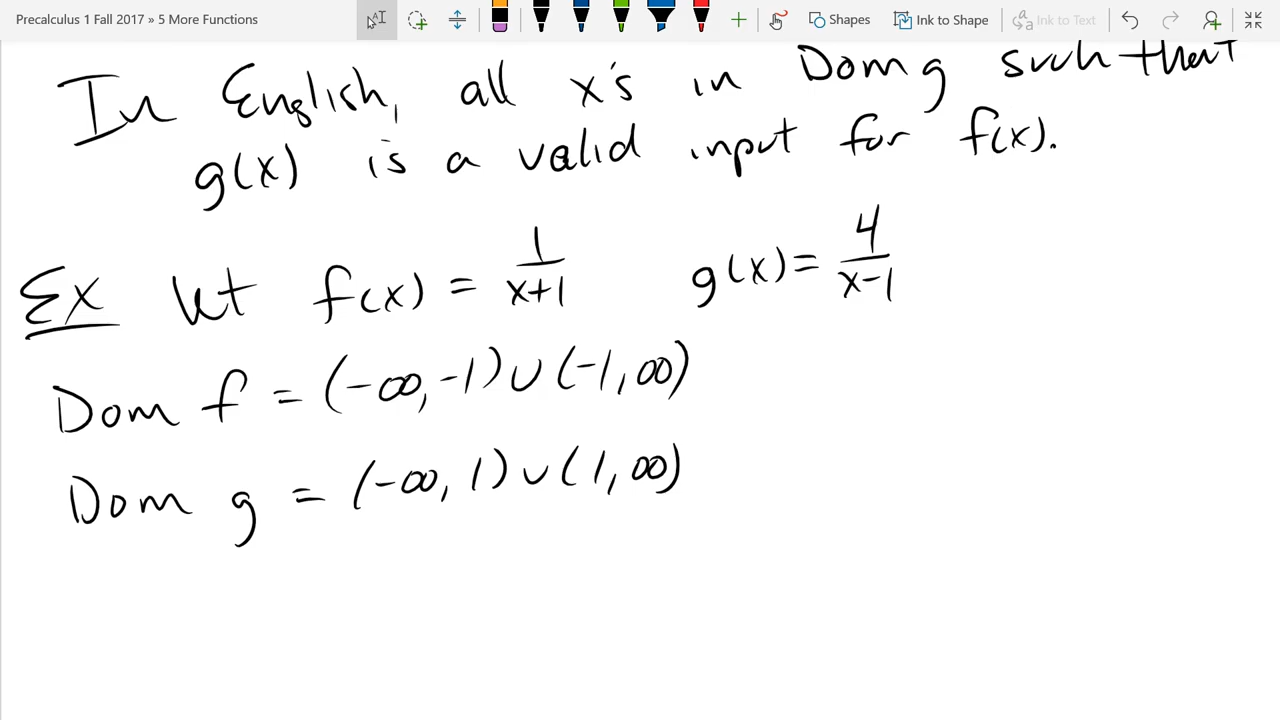 Precalculus 1 Fall 2017 » 5 More Functions
Shapes Ink to Shape Ink to Text
In English, all x's in Dom g such that
g(x) is a valid input for f(x).
Ex Let f(x) = 1/(x+1) g(x) = 4/(x-1)
Dom f = (-∞, -1) ∪ (-1, ∞)
Dom g = (-∞, 1) ∪ (1, ∞)